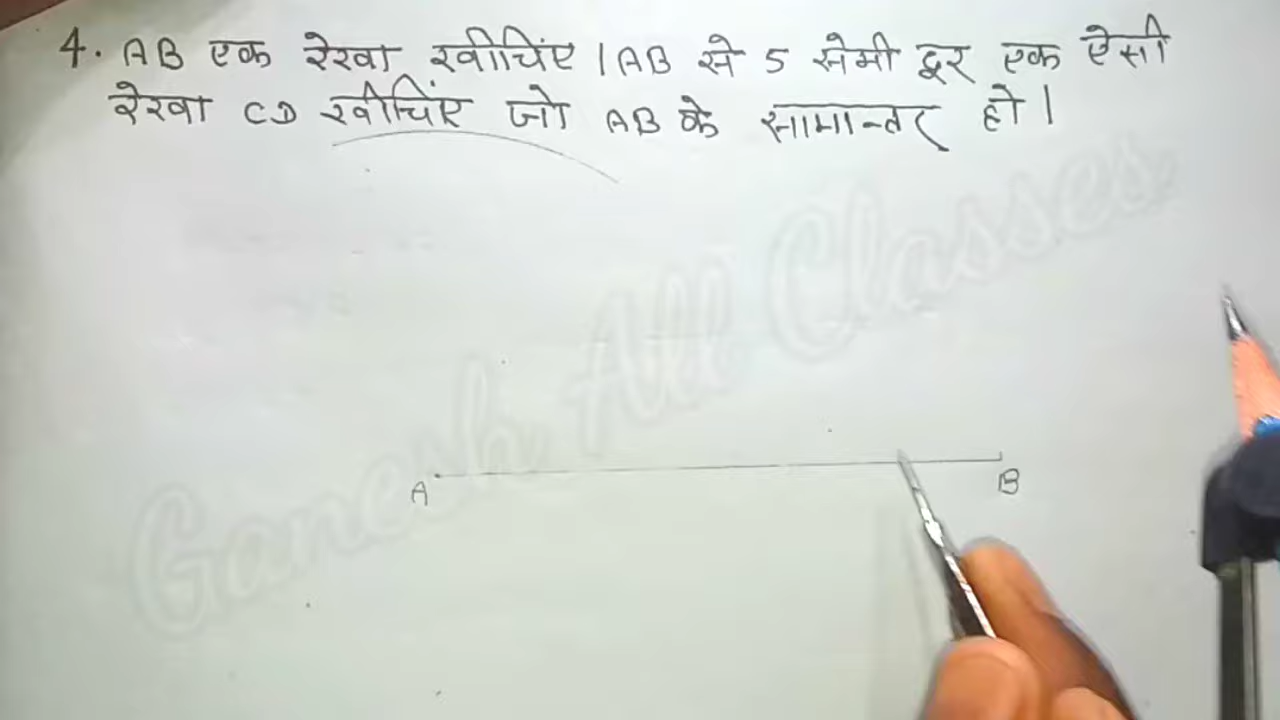 4. AB एक रेखा खीचिंए । AB से 5 सेमी दूर एक ऐसी
रेखा CD खीचिंए जो AB के सामान्तर हो ।
Ganesh All Classes
A B